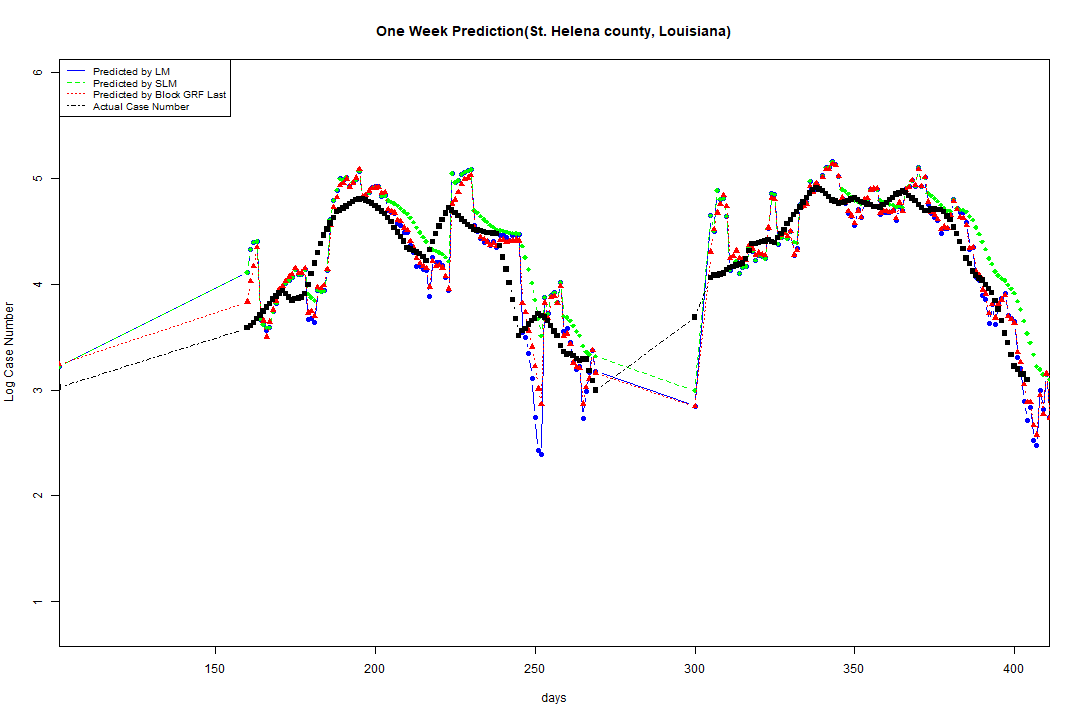 One Week Prediction(St. Helena county, Louisiana)
Predicted by LM
Predicted by SLM
Predicted by Block GRF Last
Actual Case Number
6
5
4
3
2
1
Log Case Number
150
200
250
300
350
400
days